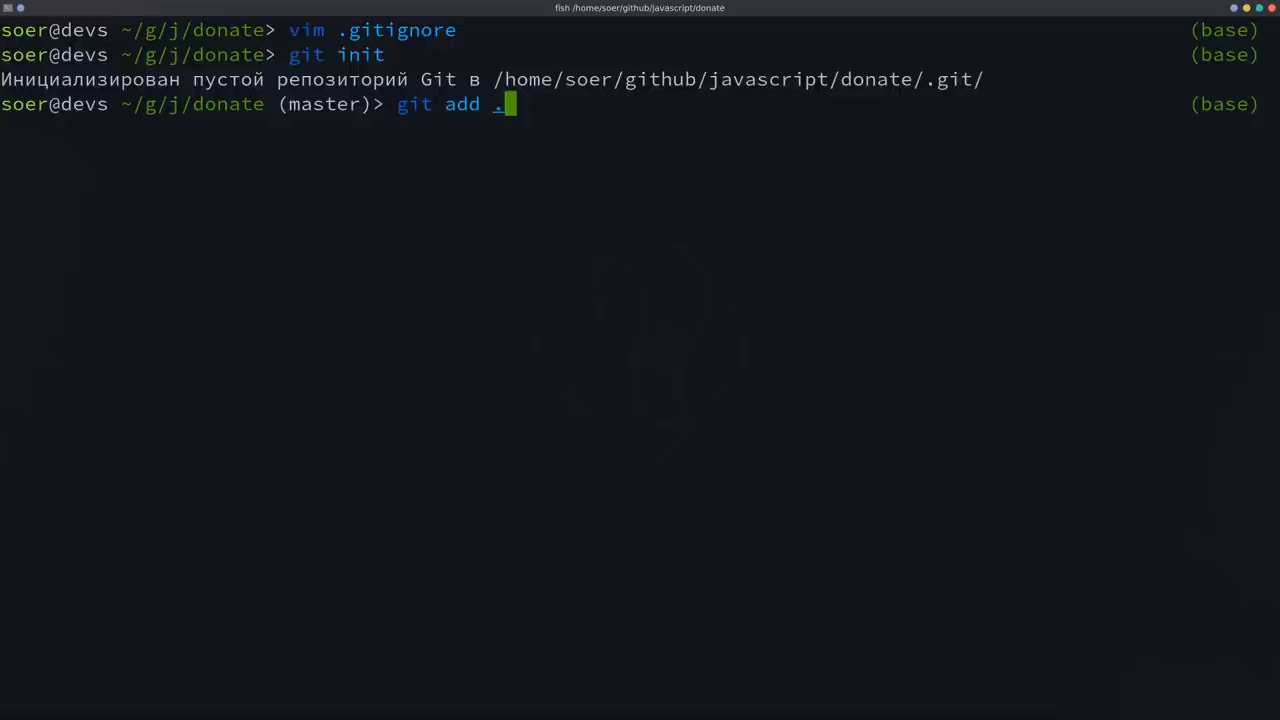 fish /home/soer/github/javascript/donate
soer@devs ~/g/j/donate> vim .gitignore (base)
soer@devs ~/g/j/donate> git init (base)
Инициализирован пустой репозиторий Git в /home/soer/github/javascript/donate/.git/
soer@devs ~/g/j/donate (master)> git add . (base)